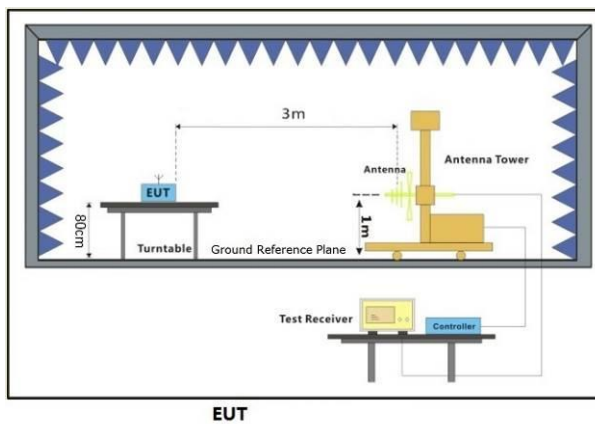 3m
Antenna
Antenna Tower
EUT
80cm
1m
Turntable
Ground Reference Plane
Test Receiver
Controller
EUT